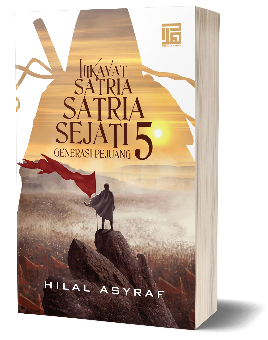 HIKAYAT
SATRIA
SATRIA
SEJATI 5
GENERASI PEJUANG
HILAL ASYRAF